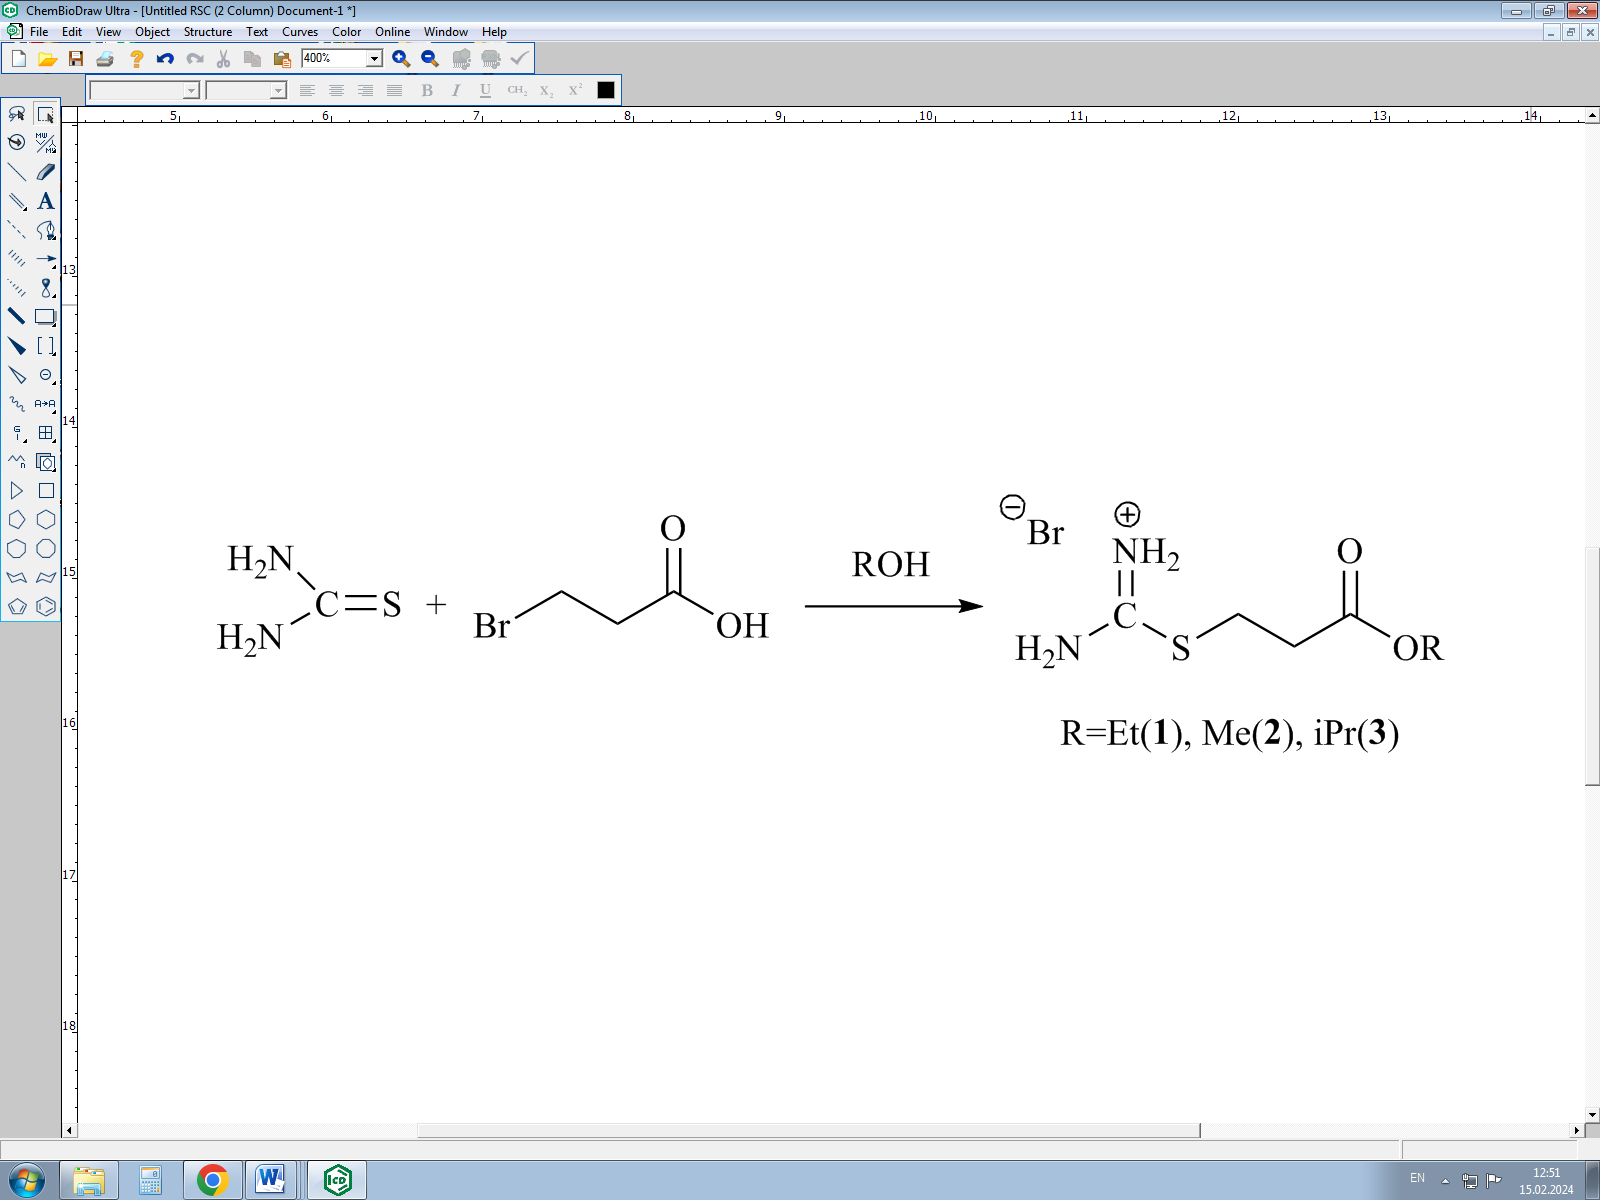 ChemBioDraw Ultra - [Untitled RSC (2 Column) Document-1 *]
File Edit View Object Structure Text Curves Color Online Window Help
400%
B I U CH₂ X₂ X²
5 6 7 8 9 10 11 12 13 14
13
14
15
16
17
18
H₂N
H₂N
C
S
+
Br
O
OH
ROH
⊖
Br
⊕
NH₂
C
H₂N
S
O
OR
R=Et(1), Me(2), iPr(3)
EN
12:51
15.02.2024